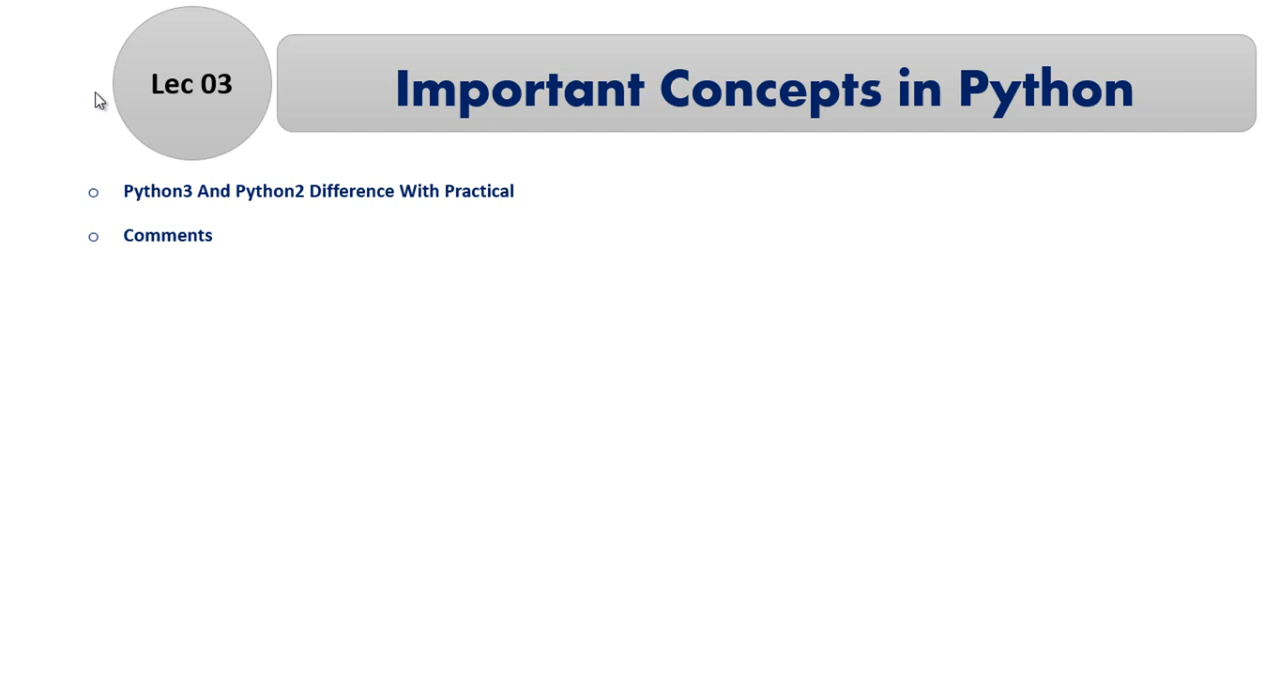 Lec 03
Important Concepts in Python
Python3 And Python2 Difference With Practical
Comments